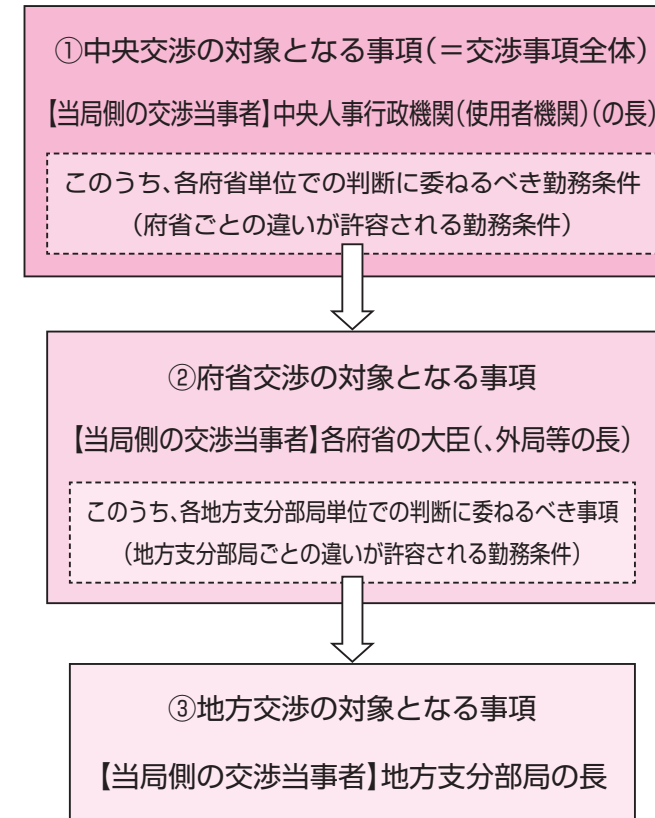 ①中央交渉の対象となる事項(＝交渉事項全体)
【当局側の交渉当事者】中央人事行政機関(使用者機関)(の長)
このうち、各府省単位での判断に委ねるべき勤務条件
(府省ごとの違いが許容される勤務条件)
②府省交渉の対象となる事項
【当局側の交渉当事者】各府省の大臣(、外局等の長)
このうち、各地方支分部局単位での判断に委ねるべき事項
(地方支分部局ごとの違いが許容される勤務条件)
③地方交渉の対象となる事項
【当局側の交渉当事者】地方支分部局の長